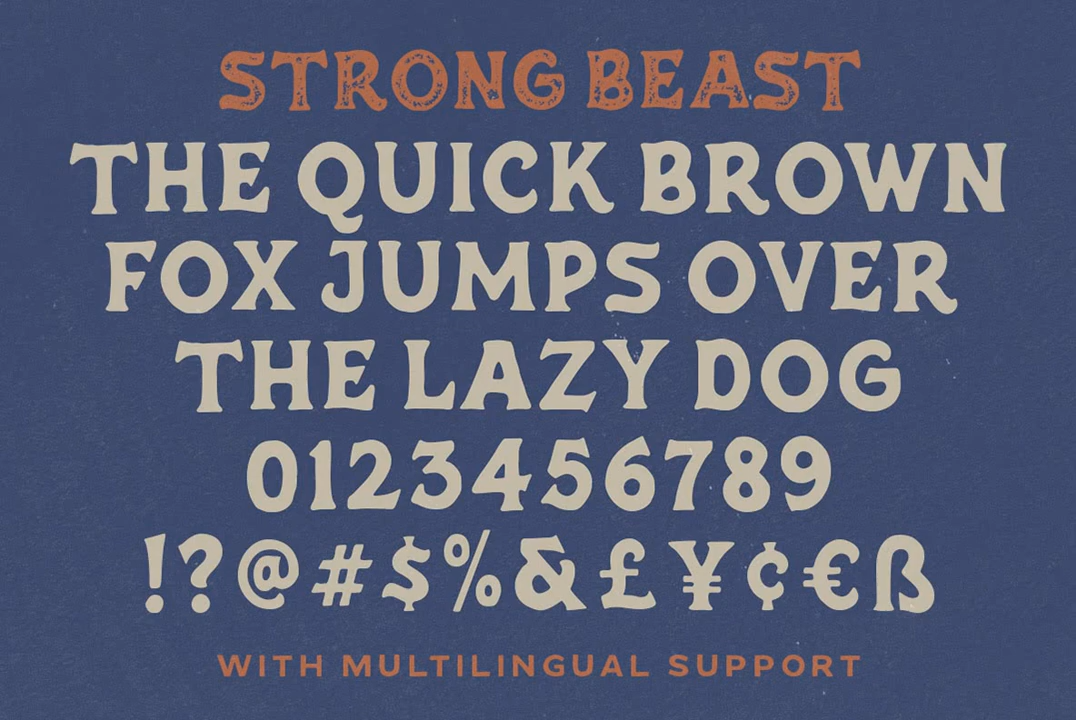 STRONG BEAST
THE QUICK BROWN
FOX JUMPS OVER
THE LAZY DOG
0123456789
!?@#$%&£¥¢€ß
WITH MULTILINGUAL SUPPORT